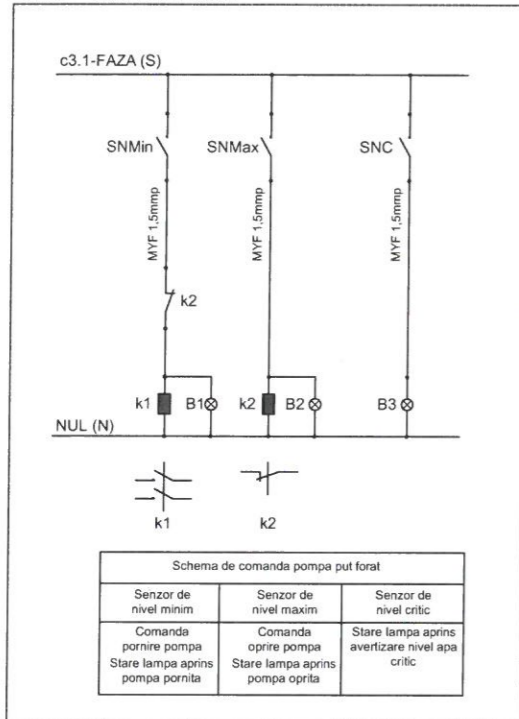 c3.1-FAZA (S)
SNMin
SNMax
SNC
MYF 1,5mmp
MYF 1,5mmp
MYF 1,5mmp
k2
k1
B1
k2
B2
B3
NUL (N)
k1
k2
Schema de comanda pompa put forat
Senzor de
nivel minim
Senzor de
nivel maxim
Senzor de
nivel critic
Comanda
pornire pompa
Stare lampa aprins
pompa pornita
Comanda
oprire pompa
Stare lampa aprins
pompa oprita
Stare lampa aprins
avertizare nivel apa
critic